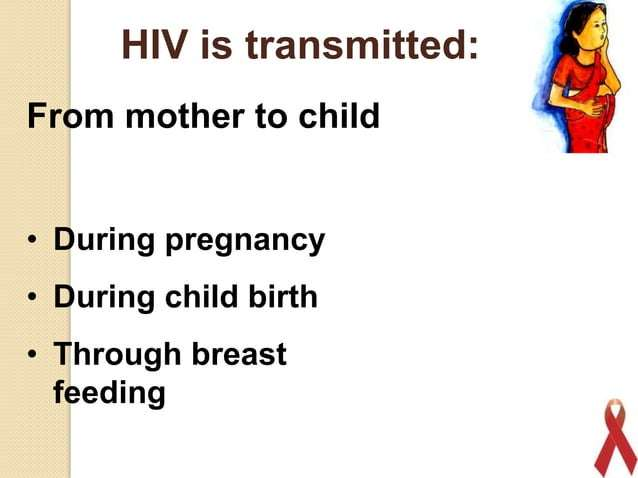 HIV is transmitted:
From mother to child
• During pregnancy
• During child birth
• Through breast
feeding